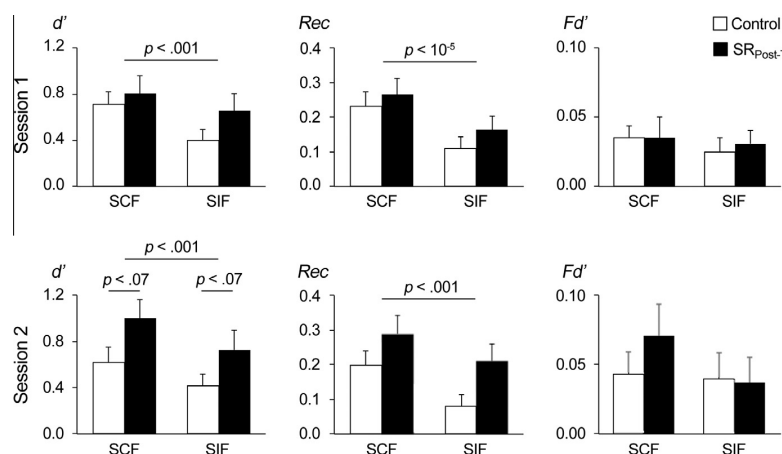 d' Rec Fd'
Control
SR Post-
Session 1
1.2 0.8 0.4 0.0
p < .001
SCF SIF
0.4 0.3 0.2 0.1 0.0
p < 10-5
SCF SIF
0.10 0.05 0.00
SCF SIF
d' Rec Fd'
Session 2
1.2 0.8 0.4 0.0
p < .001
p < .07 p < .07
SCF SIF
0.4 0.3 0.2 0.1 0.0
p < .001
SCF SIF
0.10 0.05 0.00
SCF SIF